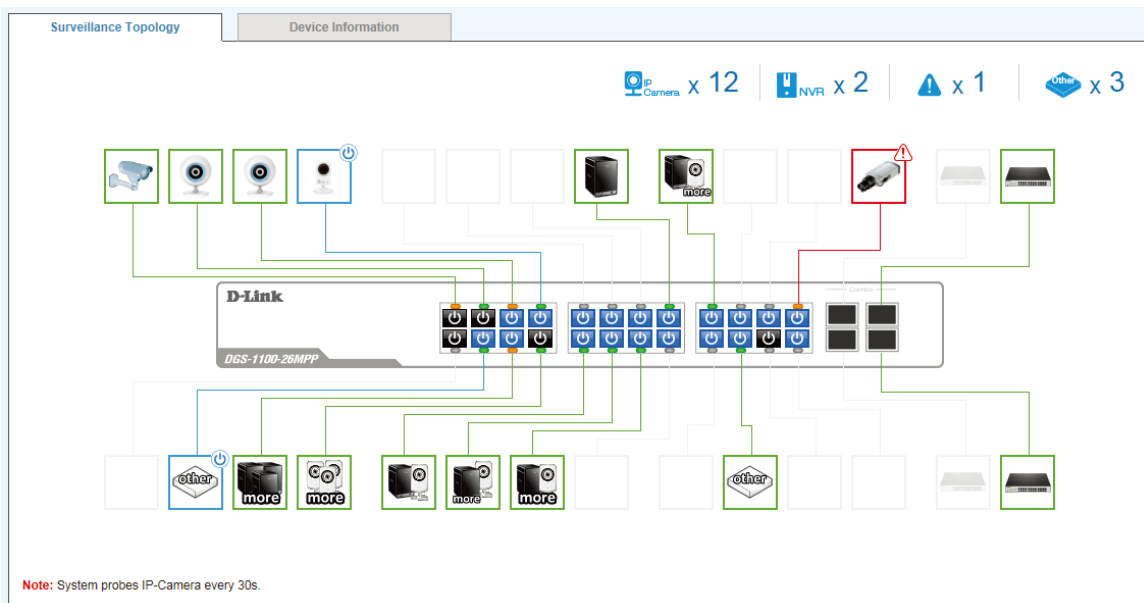 Surveillance Topology
Device Information
IP Camera x 12
NVR x 2
x 1
Other x 3
more
Combo
D-Link
DGS-1100-26MPP
other
more
more
more
more
other
Note: System probes IP-Camera every 30s.